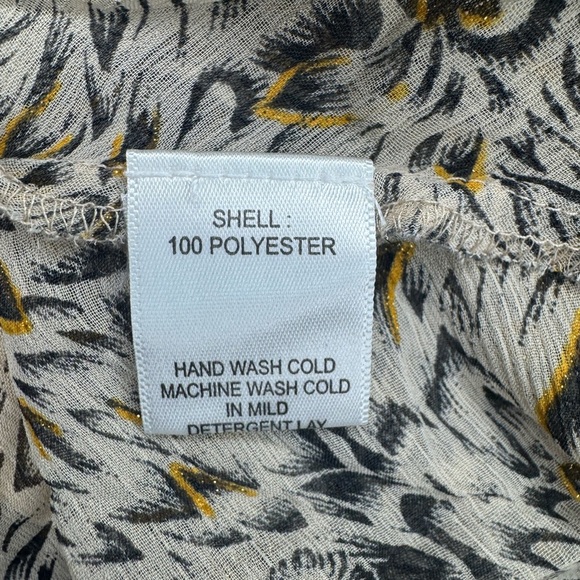 SHELL :
100 POLYESTER
HAND WASH COLD
MACHINE WASH COLD
IN MILD
DETERGENT LAY